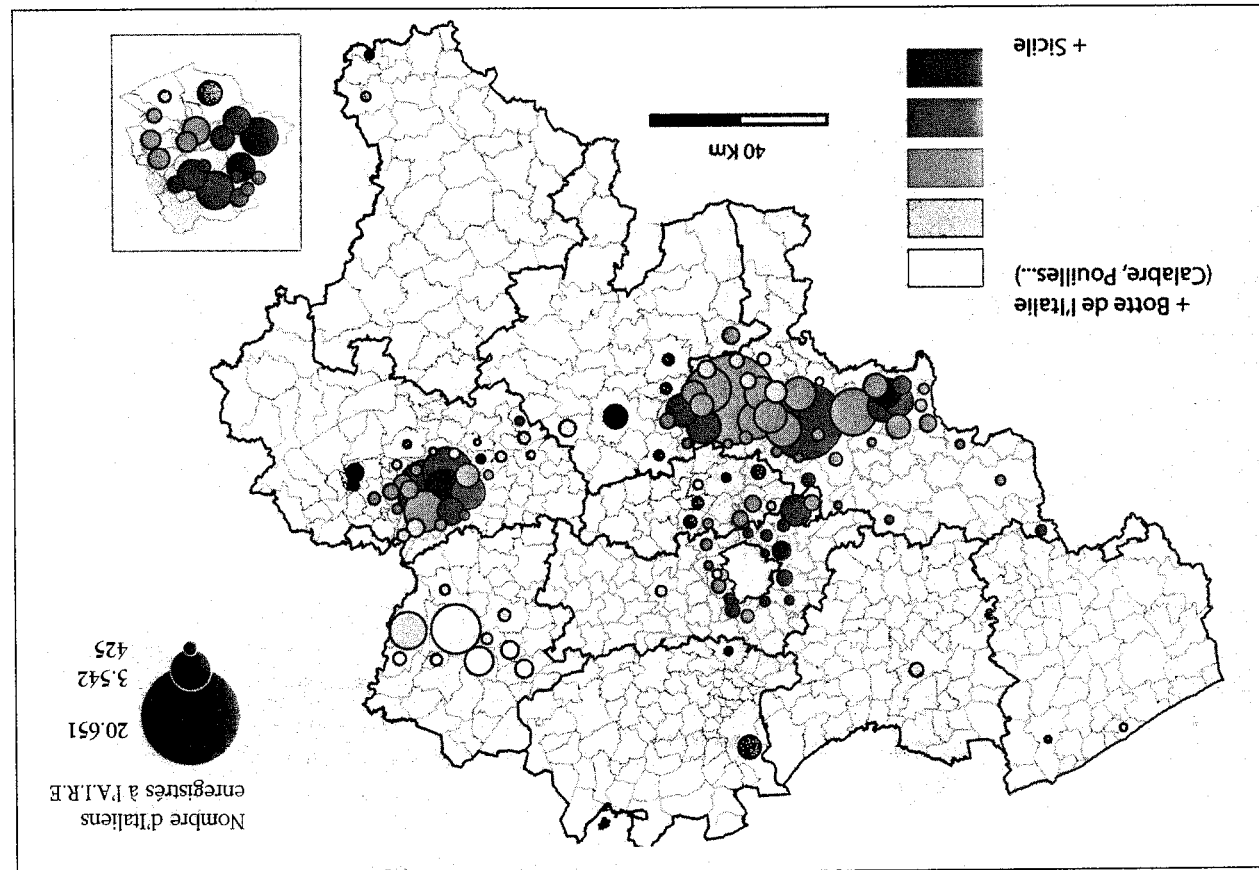 Nombre d'Italiens
enregistrés à l'A.I.R.E
20.651
3.542
425
+ Botte de l'Italie
(Calabre, Pouilles...)
40 Km
+ Sicile